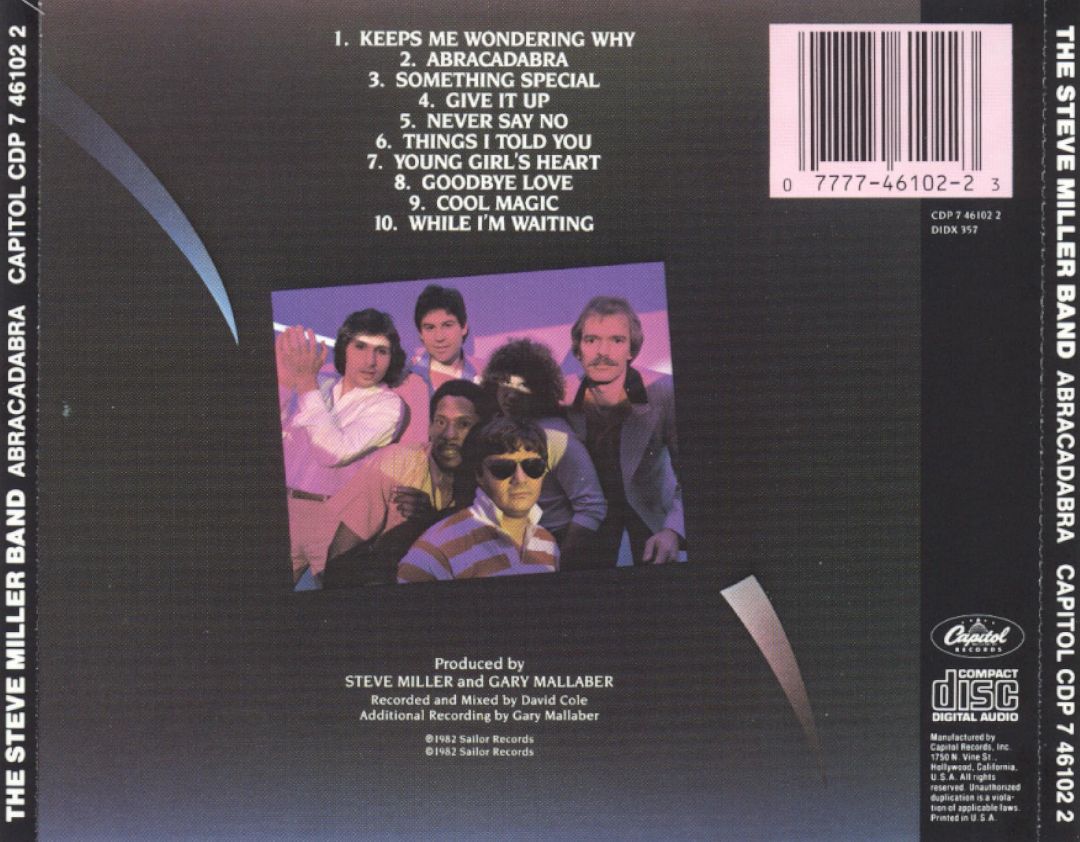 THE STEVE MILLER BAND ABRACADABRA CAPITOL CDP 7 46102 2
1. KEEPS ME WONDERING WHY
2. ABRACADABRA
3. SOMETHING SPECIAL
4. GIVE IT UP
5. NEVER SAY NO
6. THINGS I TOLD YOU
7. YOUNG GIRL'S HEART
8. GOODBYE LOVE
9. COOL MAGIC
10. WHILE I'M WAITING
0 7777-46102-2 3
CDP 7 46102 2
DIDX 357
Produced by
STEVE MILLER and GARY MALLABER
Recorded and Mixed by David Cole
Additional Recording by Gary Mallaber
℗1982 Sailor Records
©1982 Sailor Records
Capitol
RECORDS
COMPACT
disc
DIGITAL AUDIO
Manufactured by
Capitol Records, Inc.
1750 N. Vine St.,
Hollywood, California,
U.S.A. All rights
reserved. Unauthorized
duplication is a viola-
tion of applicable laws.
Printed in U.S.A.
THE STEVE MILLER BAND ABRACADABRA CAPITOL CDP 7 46102 2